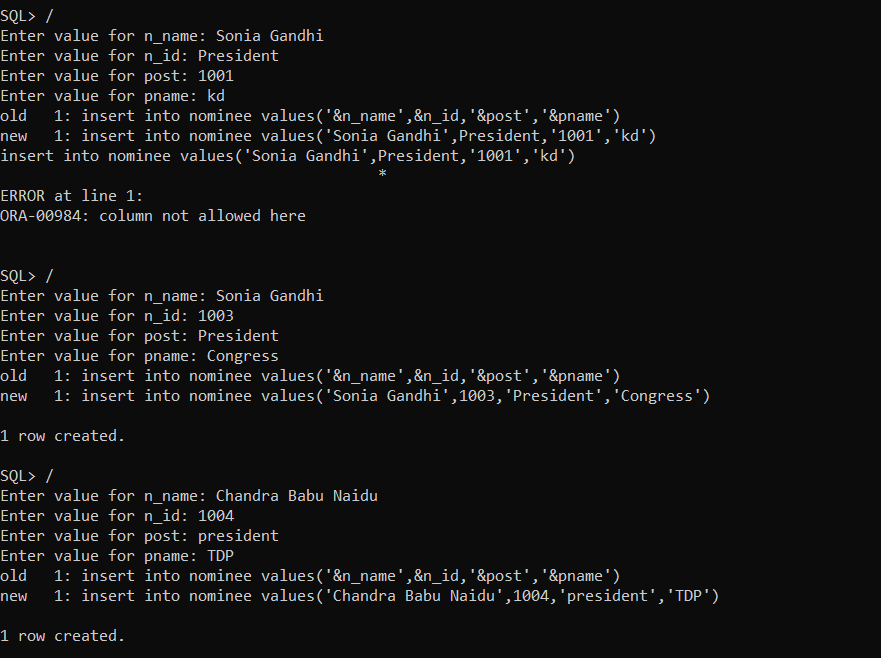 SQL> /
Enter value for n_name: Sonia Gandhi
Enter value for n_id: President
Enter value for post: 1001
Enter value for pname: kd
old   1: insert into nominee values('&n_name',&n_id,'&post','&pname')
new   1: insert into nominee values('Sonia Gandhi',President,'1001','kd')
insert into nominee values('Sonia Gandhi',President,'1001','kd')
                                          *
ERROR at line 1:
ORA-00984: column not allowed here
SQL> /
Enter value for n_name: Sonia Gandhi
Enter value for n_id: 1003
Enter value for post: President
Enter value for pname: Congress
old   1: insert into nominee values('&n_name',&n_id,'&post','&pname')
new   1: insert into nominee values('Sonia Gandhi',1003,'President','Congress')
1 row created.
SQL> /
Enter value for n_name: Chandra Babu Naidu
Enter value for n_id: 1004
Enter value for post: president
Enter value for pname: TDP
old   1: insert into nominee values('&n_name',&n_id,'&post','&pname')
new   1: insert into nominee values('Chandra Babu Naidu',1004,'president','TDP')
1 row created.